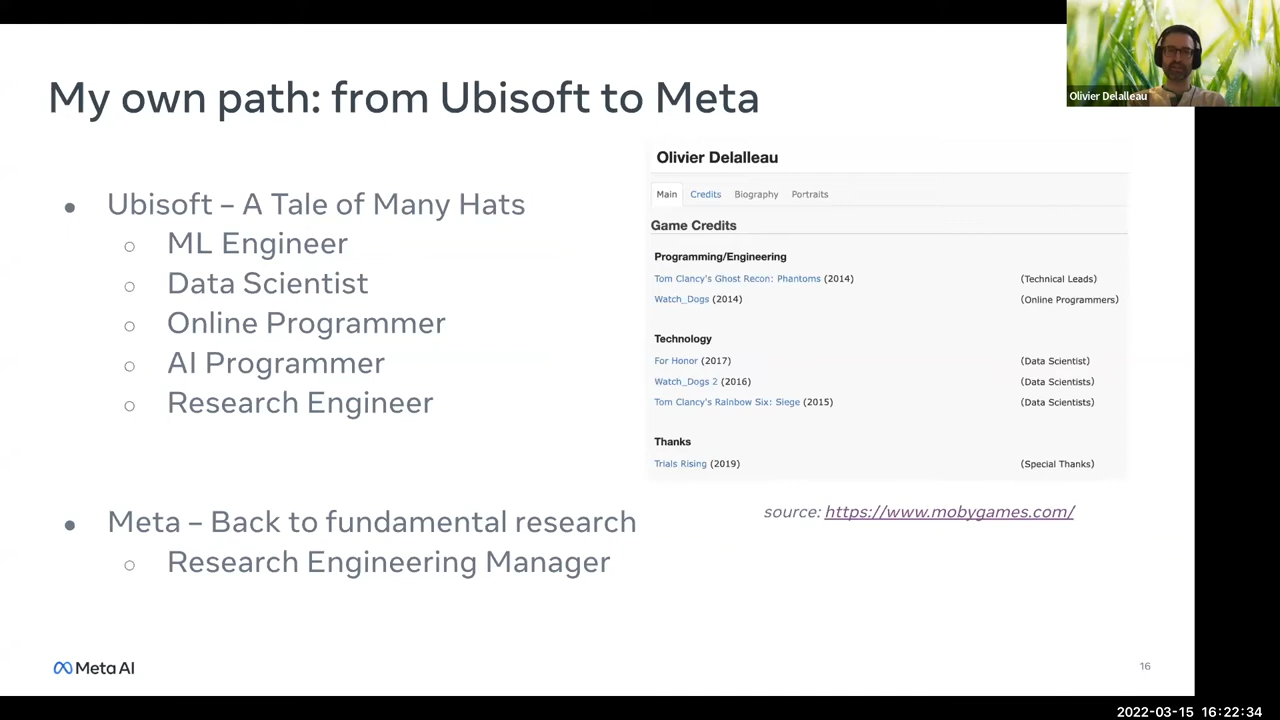 My own path: from Ubisoft to Meta
Olivier Delalleau
Ubisoft – A Tale of Many Hats
ML Engineer
Data Scientist
Online Programmer
AI Programmer
Research Engineer
Meta – Back to fundamental research
Research Engineering Manager
Olivier Delalleau
Main Credits Biography Portraits
Game Credits
Programming/Engineering
Tom Clancy's Ghost Recon: Phantoms (2014) (Technical Leads)
Watch_Dogs (2014) (Online Programmers)
Technology
For Honor (2017) (Data Scientist)
Watch_Dogs 2 (2016) (Data Scientists)
Tom Clancy's Rainbow Six: Siege (2015) (Data Scientists)
Thanks
Trials Rising (2019) (Special Thanks)
source: https://www.mobygames.com/
Meta AI
16
2022-03-15 16:22:34